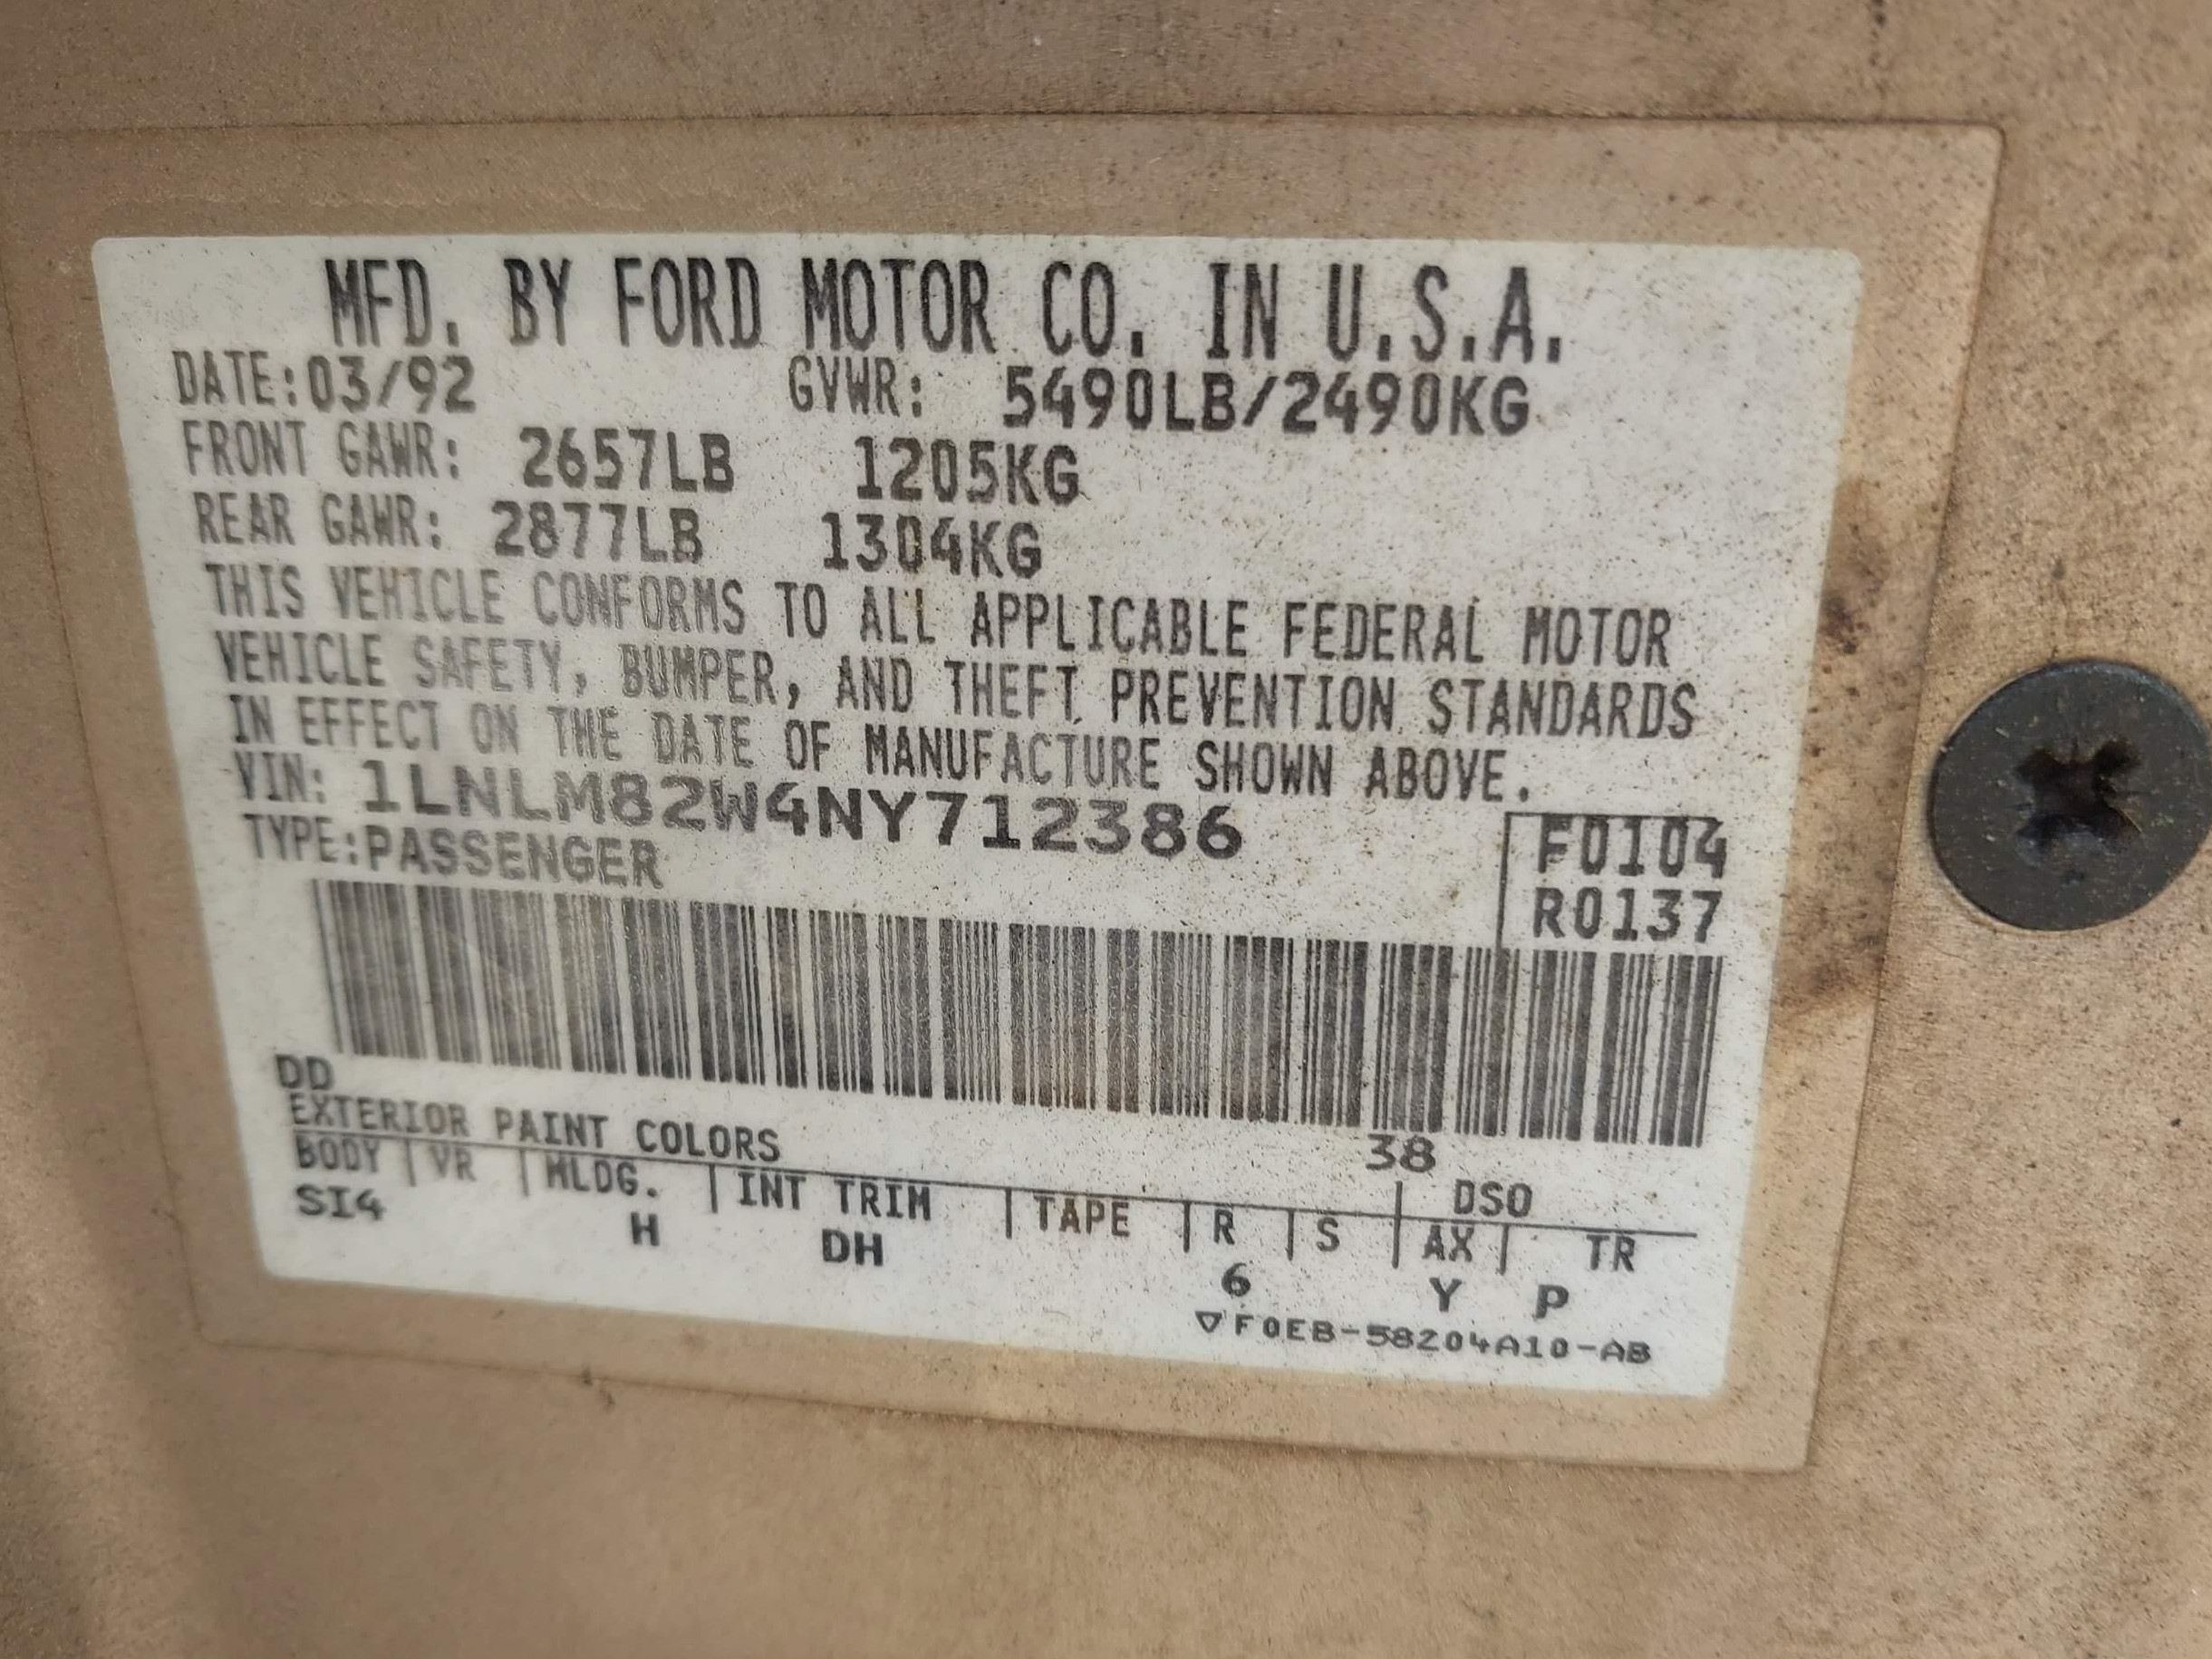 MFD. BY FORD MOTOR CO. IN U.S.A.
DATE:03/92 GVWR: 5490LB/2490KG
FRONT GAWR: 2657LB 1205KG
REAR GAWR: 2877LB 1304KG
THIS VEHICLE CONFORMS TO ALL APPLICABLE FEDERAL MOTOR
VEHICLE SAFETY, BUMPER, AND THEFT PREVENTION STANDARDS
IN EFFECT ON THE DATE OF MANUFACTURE SHOWN ABOVE.
VIN: 1LNLM82W4NY712386
TYPE:PASSENGER
F0104
R0137
DD
EXTERIOR PAINT COLORS 38 DSO
BODY VR MLDG. INT TRIM TAPE R S AX TR
SI4 H DH 6 Y P
▽F0EB-58204A10-AB